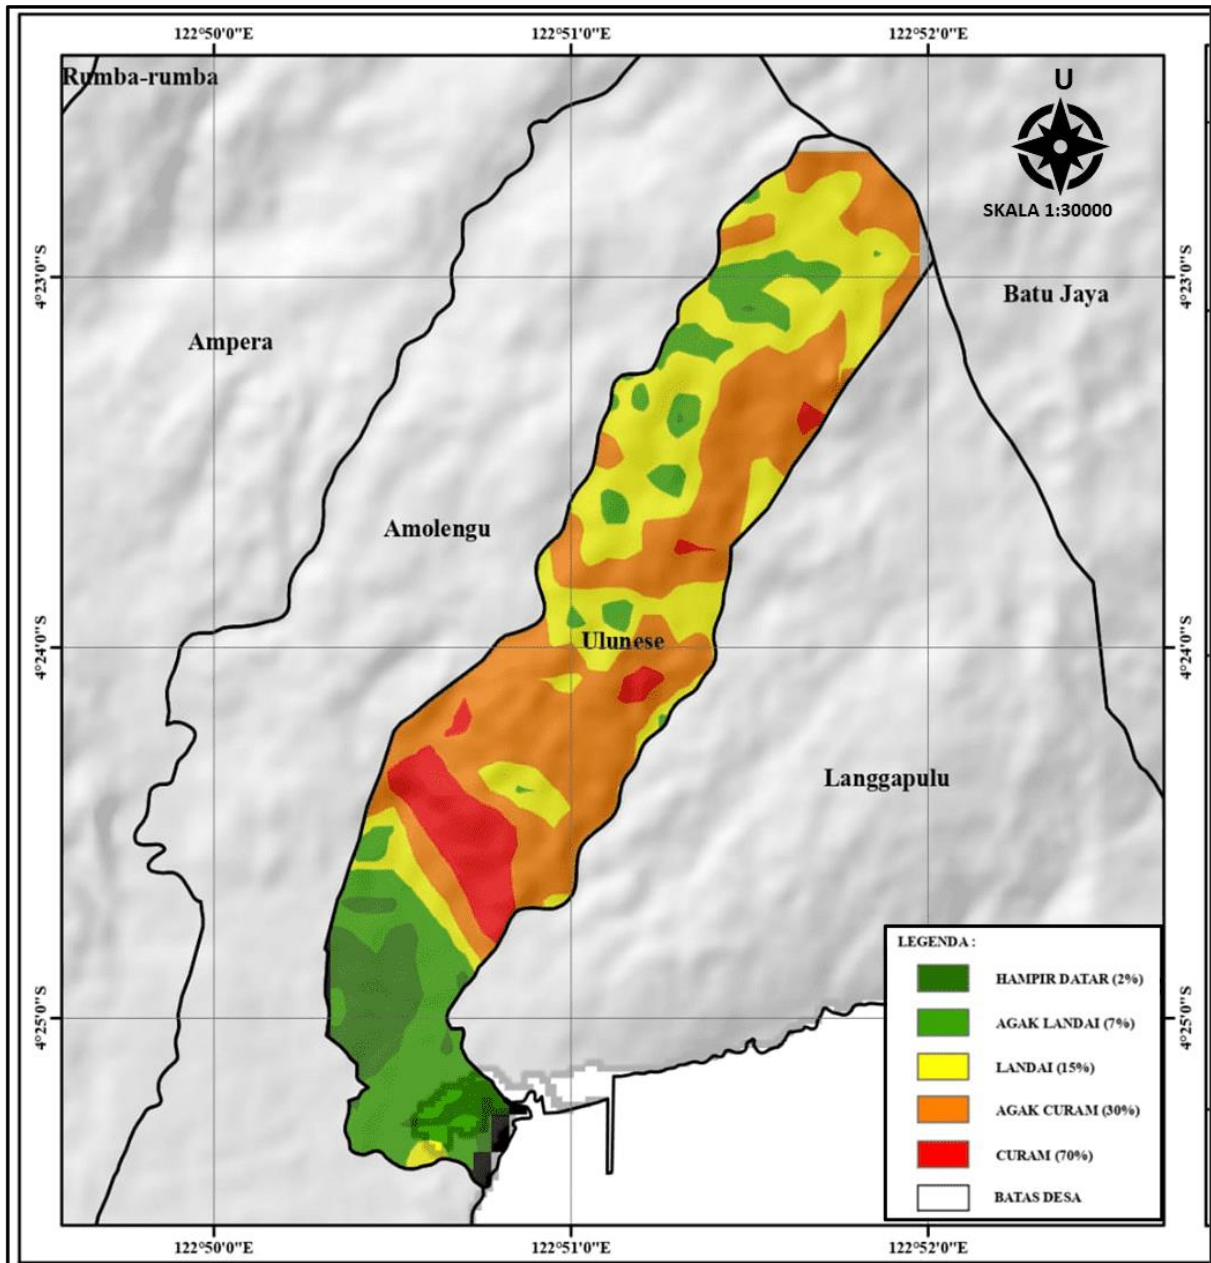 122°50'0"E
122°51'0"E
122°52'0"E
Rumba-rumba
U
SKALA 1:30000
4°23'0"S
4°23'0"S
Batu Jaya
Ampera
Amolengu
Ulunese
4°24'0"S
4°24'0"S
Langgapulu
LEGENDA :
HAMPIR DATAR (2%)
AGAK LANDAI (7%)
LANDAI (15%)
AGAK CURAM (30%)
CURAM (70%)
BATAS DESA
4°25'0"S
4°25'0"S
122°50'0"E
122°51'0"E
122°52'0"E